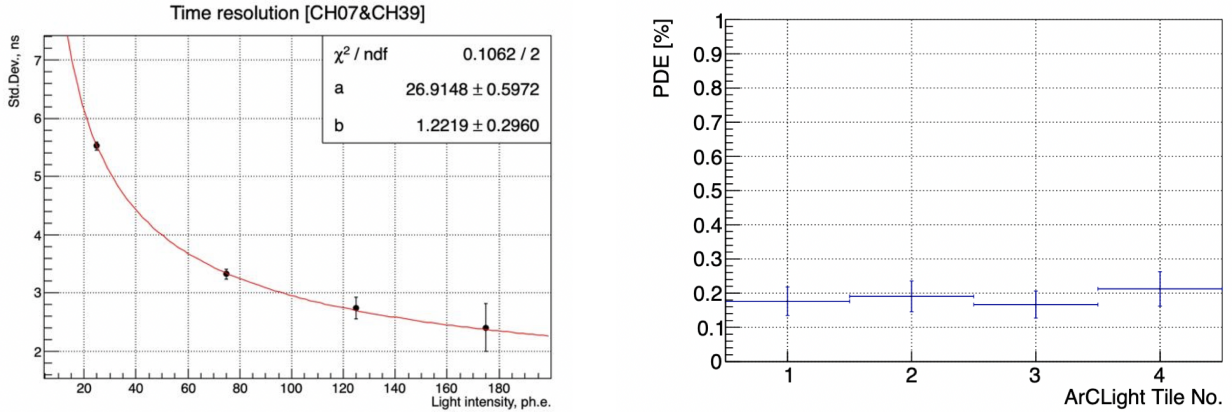 Time resolution [CH07&CH39]
Std.Dev., ns
χ² / ndf 0.1062 / 2
a 26.9148 ± 0.5972
b 1.2219 ± 0.2960
7
6
5
4
3
2
20 40 60 80 100 120 140 160 180
Light intensity, ph.e.
PDE [%]
1
0.9
0.8
0.7
0.6
0.5
0.4
0.3
0.2
0.1
0
1 2 3 4
ArCLight Tile No.